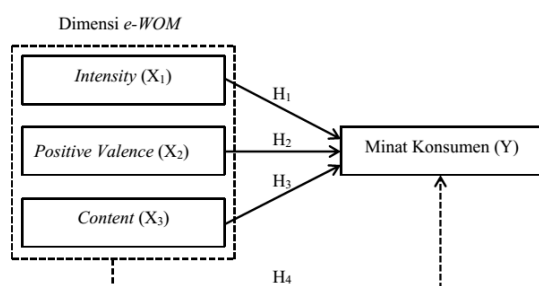 Dimensi e-WOM
Intensity (X₁)
H₁
Positive Valence (X₂)
H₂
Minat Konsumen (Y)
H₃
Content (X₃)
H₄